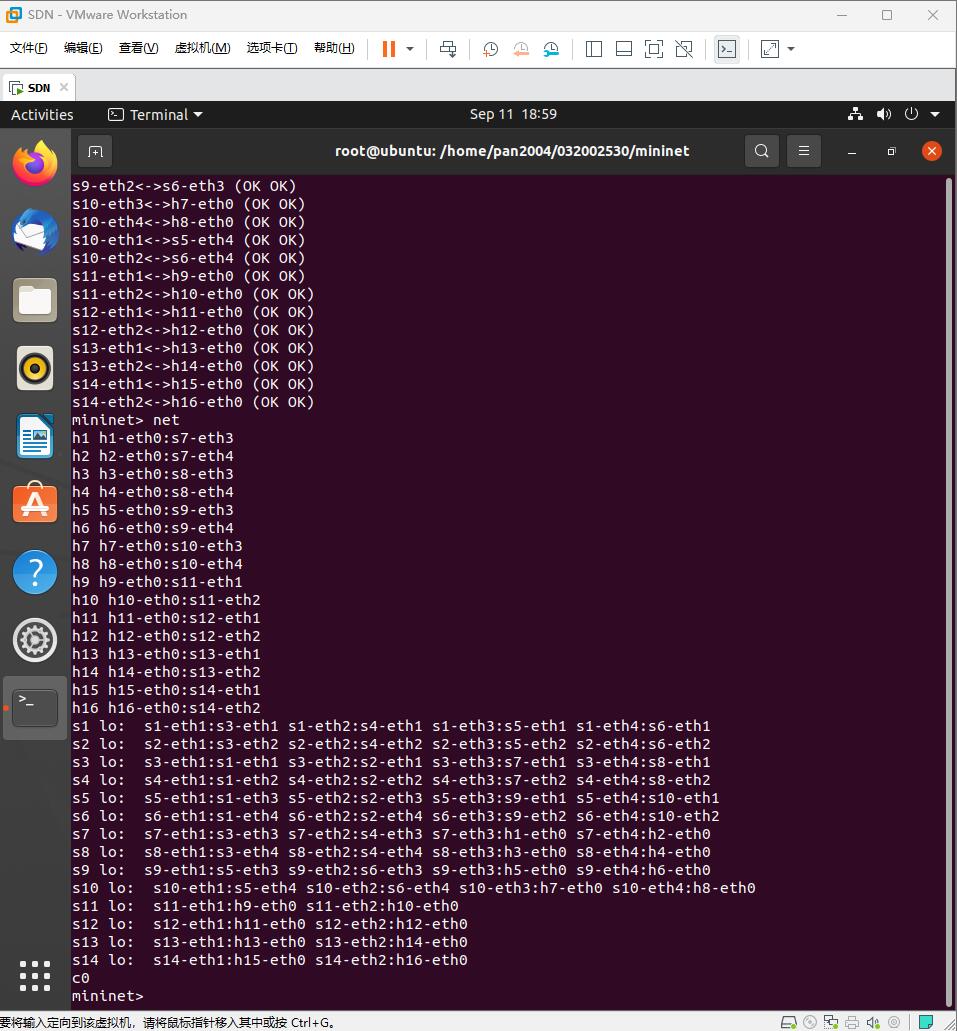 SDN - VMware Workstation
文件(F) 编辑(E) 查看(V) 虚拟机(M) 选项卡(T) 帮助(H)
SDN
Activities Terminal Sep 11 18:59
root@ubuntu: /home/pan2004/032002530/mininet
s9-eth2<->s6-eth3 (OK OK)
s10-eth3<->h7-eth0 (OK OK)
s10-eth4<->h8-eth0 (OK OK)
s10-eth1<->s5-eth4 (OK OK)
s10-eth2<->s6-eth4 (OK OK)
s11-eth1<->h9-eth0 (OK OK)
s11-eth2<->h10-eth0 (OK OK)
s12-eth1<->h11-eth0 (OK OK)
s12-eth2<->h12-eth0 (OK OK)
s13-eth1<->h13-eth0 (OK OK)
s13-eth2<->h14-eth0 (OK OK)
s14-eth1<->h15-eth0 (OK OK)
s14-eth2<->h16-eth0 (OK OK)
mininet> net
h1 h1-eth0:s7-eth3
h2 h2-eth0:s7-eth4
h3 h3-eth0:s8-eth3
h4 h4-eth0:s8-eth4
h5 h5-eth0:s9-eth3
h6 h6-eth0:s9-eth4
h7 h7-eth0:s10-eth3
h8 h8-eth0:s10-eth4
h9 h9-eth0:s11-eth1
h10 h10-eth0:s11-eth2
h11 h11-eth0:s12-eth1
h12 h12-eth0:s12-eth2
h13 h13-eth0:s13-eth1
h14 h14-eth0:s13-eth2
h15 h15-eth0:s14-eth1
h16 h16-eth0:s14-eth2
s1 lo:  s1-eth1:s3-eth1 s1-eth2:s4-eth1 s1-eth3:s5-eth1 s1-eth4:s6-eth1
s2 lo:  s2-eth1:s3-eth2 s2-eth2:s4-eth2 s2-eth3:s5-eth2 s2-eth4:s6-eth2
s3 lo:  s3-eth1:s1-eth1 s3-eth2:s2-eth1 s3-eth3:s7-eth1 s3-eth4:s8-eth1
s4 lo:  s4-eth1:s1-eth2 s4-eth2:s2-eth2 s4-eth3:s7-eth2 s4-eth4:s8-eth2
s5 lo:  s5-eth1:s1-eth3 s5-eth2:s2-eth3 s5-eth3:s9-eth1 s5-eth4:s10-eth1
s6 lo:  s6-eth1:s1-eth4 s6-eth2:s2-eth4 s6-eth3:s9-eth2 s6-eth4:s10-eth2
s7 lo:  s7-eth1:s3-eth3 s7-eth2:s4-eth3 s7-eth3:h1-eth0 s7-eth4:h2-eth0
s8 lo:  s8-eth1:s3-eth4 s8-eth2:s4-eth4 s8-eth3:h3-eth0 s8-eth4:h4-eth0
s9 lo:  s9-eth1:s5-eth3 s9-eth2:s6-eth3 s9-eth3:h5-eth0 s9-eth4:h6-eth0
s10 lo:  s10-eth1:s5-eth4 s10-eth2:s6-eth4 s10-eth3:h7-eth0 s10-eth4:h8-eth0
s11 lo:  s11-eth1:h9-eth0 s11-eth2:h10-eth0
s12 lo:  s12-eth1:h11-eth0 s12-eth2:h12-eth0
s13 lo:  s13-eth1:h13-eth0 s13-eth2:h14-eth0
s14 lo:  s14-eth1:h15-eth0 s14-eth2:h16-eth0
c0
mininet>
要将输入定向到该虚拟机，请将鼠标指针移入其中或按 Ctrl+G。